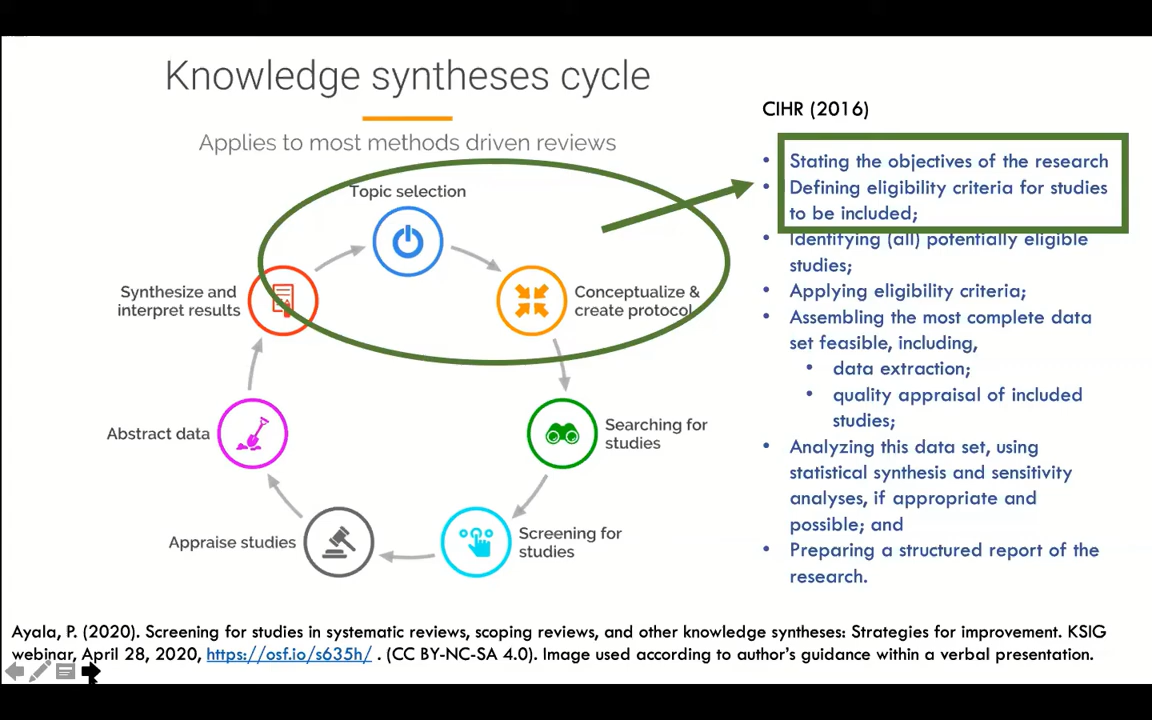 Knowledge syntheses cycle
Applies to most methods driven reviews
Topic selection
Conceptualize &
create protocol
Searching for
studies
Screening for
studies
Appraise studies
Abstract data
Synthesize and
interpret results
CIHR (2016)
• Stating the objectives of the research
• Defining eligibility criteria for studies
to be included;
• Identifying (all) potentially eligible
studies;
• Applying eligibility criteria;
• Assembling the most complete data
set feasible, including,
• data extraction;
• quality appraisal of included
studies;
• Analyzing this data set, using
statistical synthesis and sensitivity
analyses, if appropriate and
possible; and
• Preparing a structured report of the
research.
Ayala, P. (2020). Screening for studies in systematic reviews, scoping reviews, and other knowledge syntheses: Strategies for improvement. KSIG
webinar, April 28, 2020, https://osf.io/s635h/ . (CC BY-NC-SA 4.0). Image used according to author's guidance within a verbal presentation.